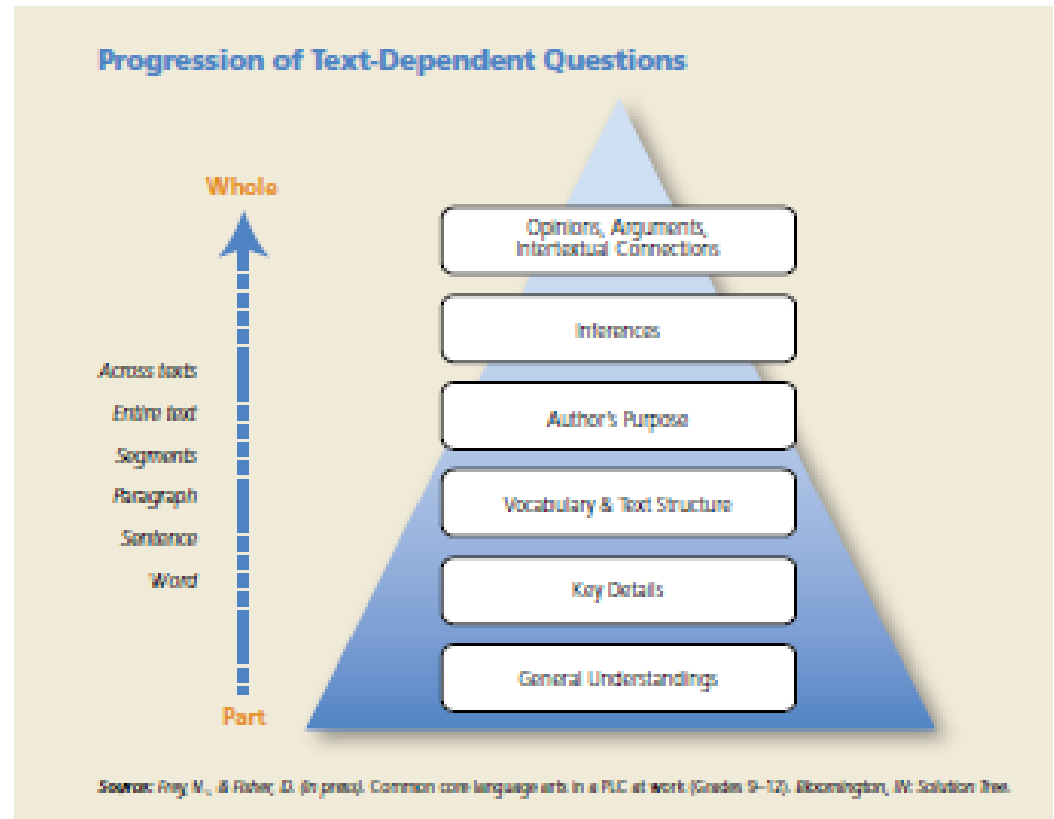 Progression of Text-Dependent Questions
Whole
Opinions, Arguments,
Intertextual Connections
Inferences
Across texts
Entire text
Author's Purpose
Segments
Paragraph
Vocabulary & Text Structure
Sentence
Word
Key Details
General Understandings
Part
Source: Frey, N., & Fisher, D. (in press). Common core language arts in a PLC at work (Grades 9–12). Bloomington, IN: Solution Tree.